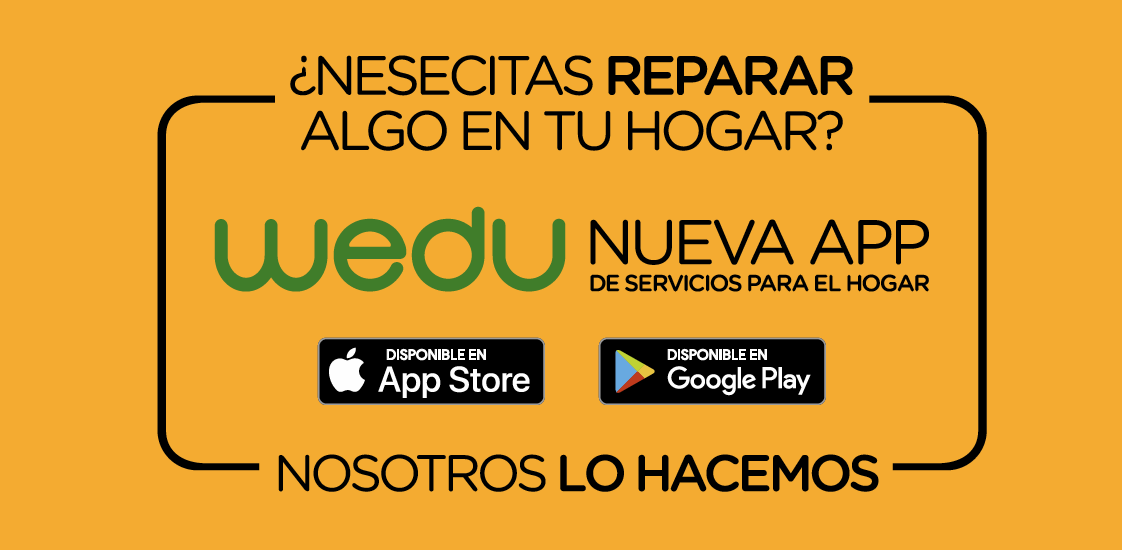 ¿NESECITAS REPARAR
ALGO EN TU HOGAR?
wedu NUEVA APP
DE SERVICIOS PARA EL HOGAR
DISPONIBLE EN
App Store
DISPONIBLE EN
Google Play
NOSOTROS LO HACEMOS